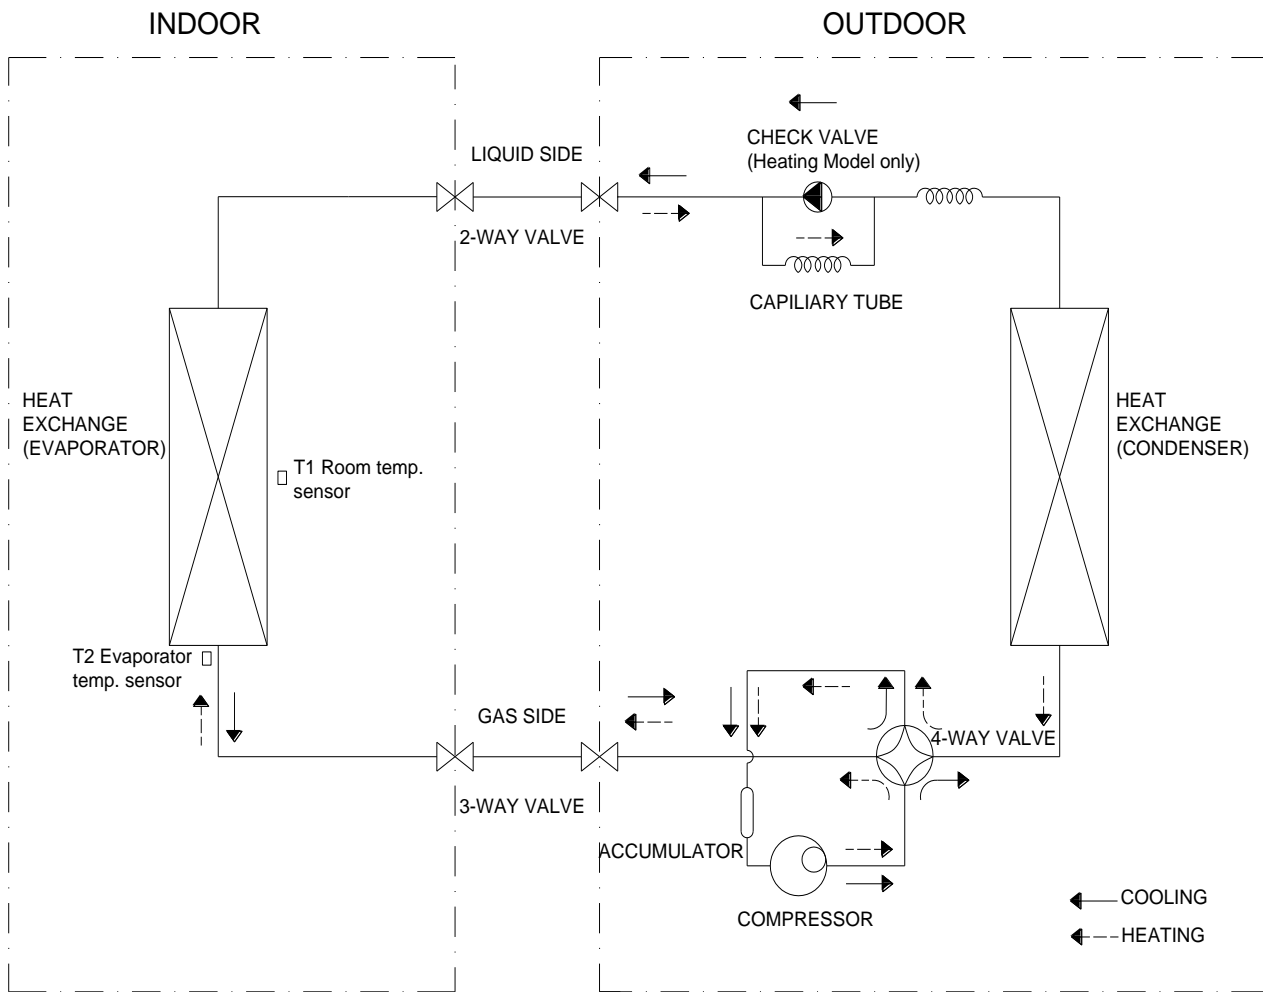 INDOOR
OUTDOOR
CHECK VALVE
(Heating Model only)
LIQUID SIDE
2-WAY VALVE
CAPILIARY TUBE
HEAT
EXCHANGE
(EVAPORATOR)
T1 Room temp.
sensor
HEAT
EXCHANGE
(CONDENSER)
T2 Evaporator
temp. sensor
GAS SIDE
4-WAY VALVE
3-WAY VALVE
ACCUMULATOR
COMPRESSOR
COOLING
HEATING